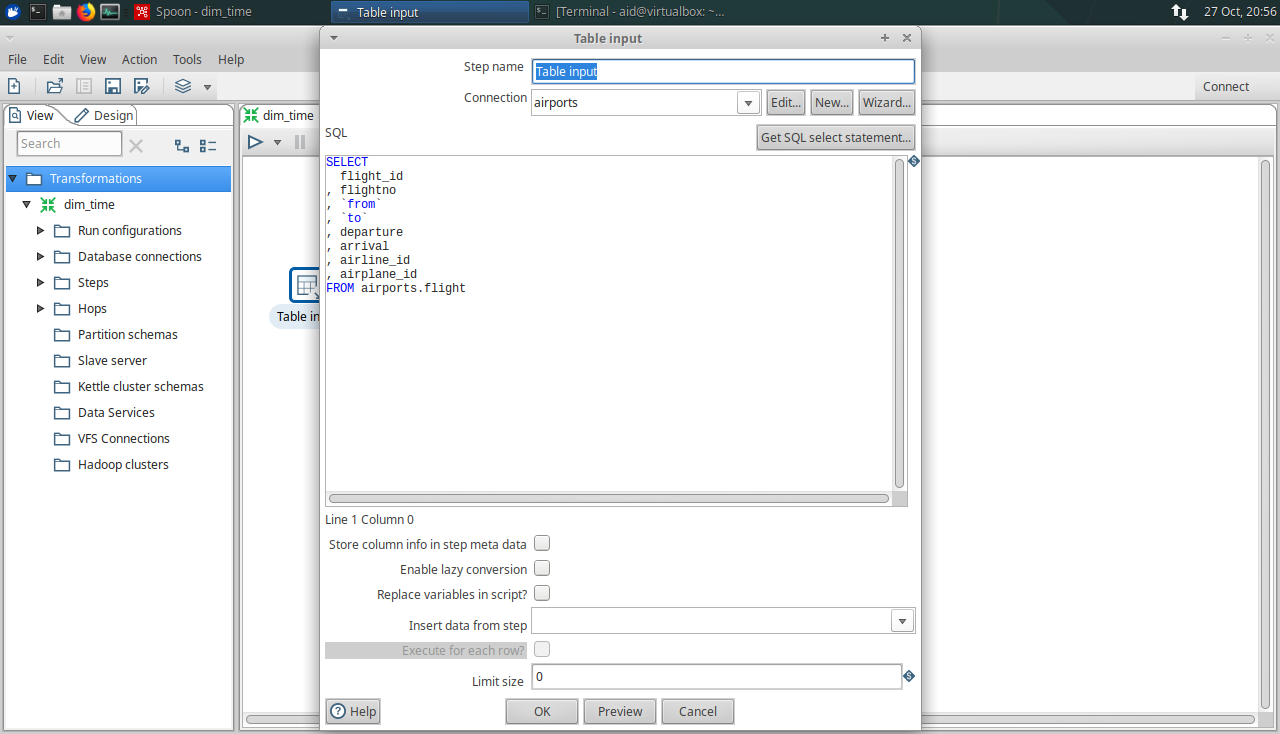 Spoon - dim_time
Table input
[Terminal - aid@virtualbox: ~...
27 Oct, 20:56
Table input
File Edit View Action Tools Help
Connect
View
Design
Search
Transformations
dim_time
Run configurations
Database connections
Steps
Hops
Partition schemas
Slave server
Kettle cluster schemas
Data Services
VFS Connections
Hadoop clusters
dim_time
Table in
Step name
Table input
Connection
airports
Edit...
New...
Wizard...
SQL
Get SQL select statement...
SELECT
flight_id
, flightno
, `from`
, `to`
, departure
, arrival
, airline_id
, airplane_id
FROM airports.flight
Line 1 Column 0
Store column info in step meta data
Enable lazy conversion
Replace variables in script?
Insert data from step
Execute for each row?
Limit size
0
Help
OK
Preview
Cancel